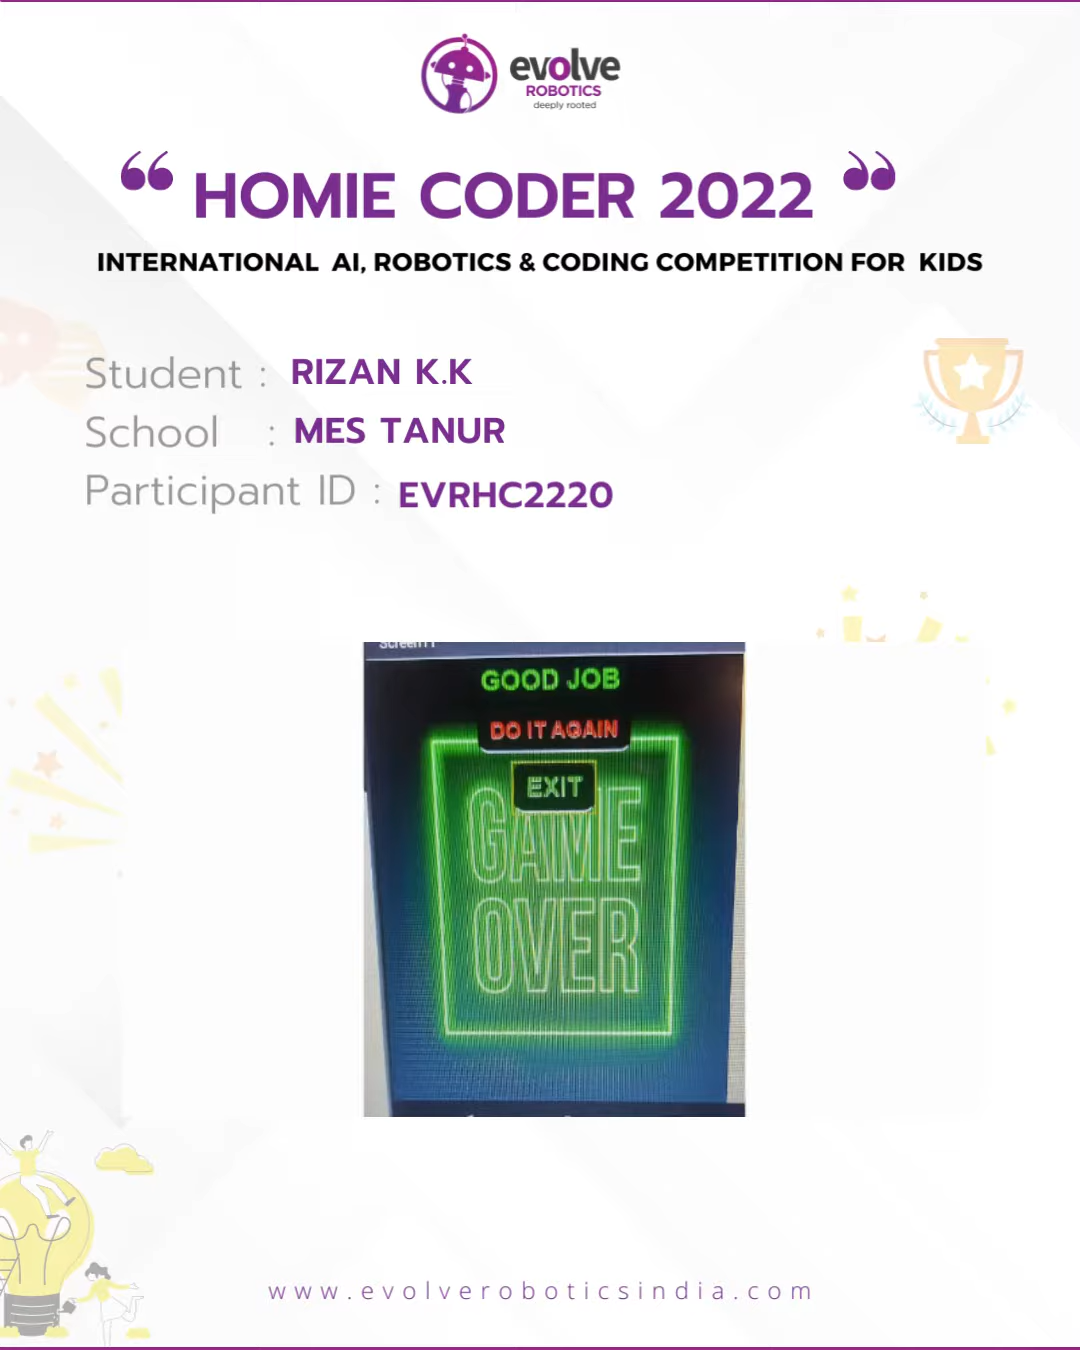 evolve
ROBOTICS
deeply rooted
“ HOMIE CODER 2022 ”
INTERNATIONAL AI, ROBOTICS & CODING COMPETITION FOR KIDS
Student : RIZAN K.K
School : MES TANUR
Participant ID : EVRHC2220
Screen11
GOOD JOB
DO IT AGAIN
EXIT
GAME
OVER
www.evolveroboticsindia.com